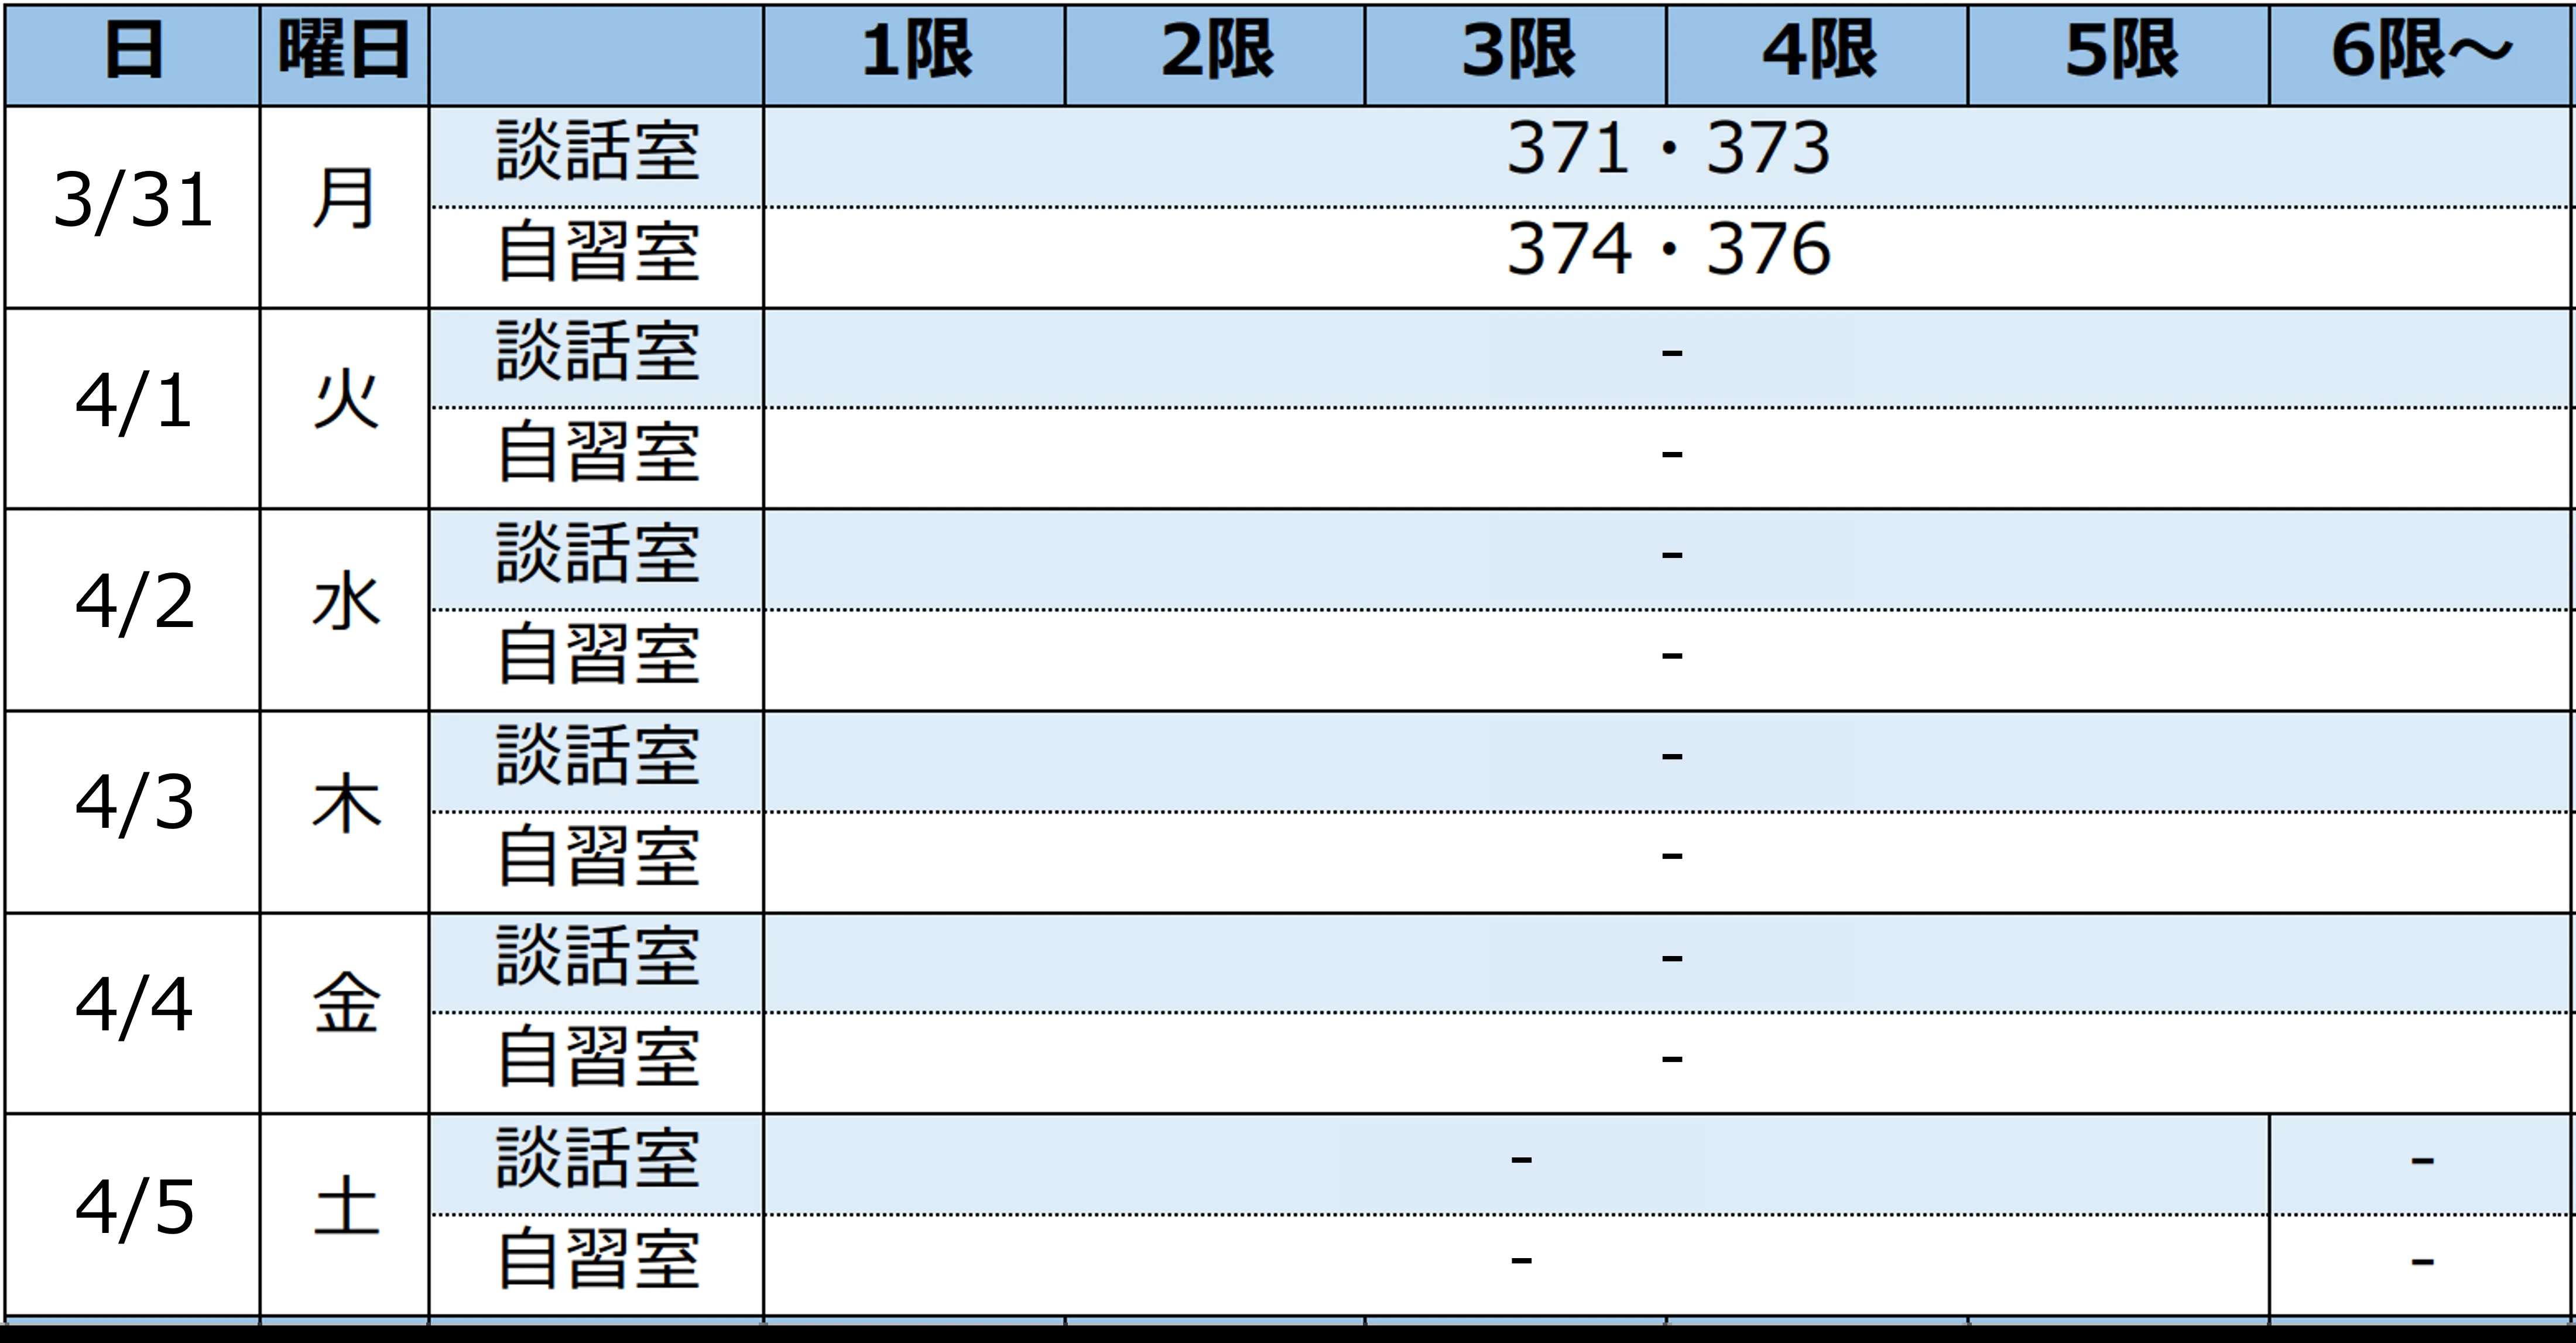 日 曜日 1限 2限 3限 4限 5限 6限～
3/31 月 談話室 371・373
自習室 374・376
4/1 火 談話室 -
自習室 -
4/2 水 談話室 -
自習室 -
4/3 木 談話室 -
自習室 -
4/4 金 談話室 -
自習室 -
4/5 土 談話室 - -
自習室 - -